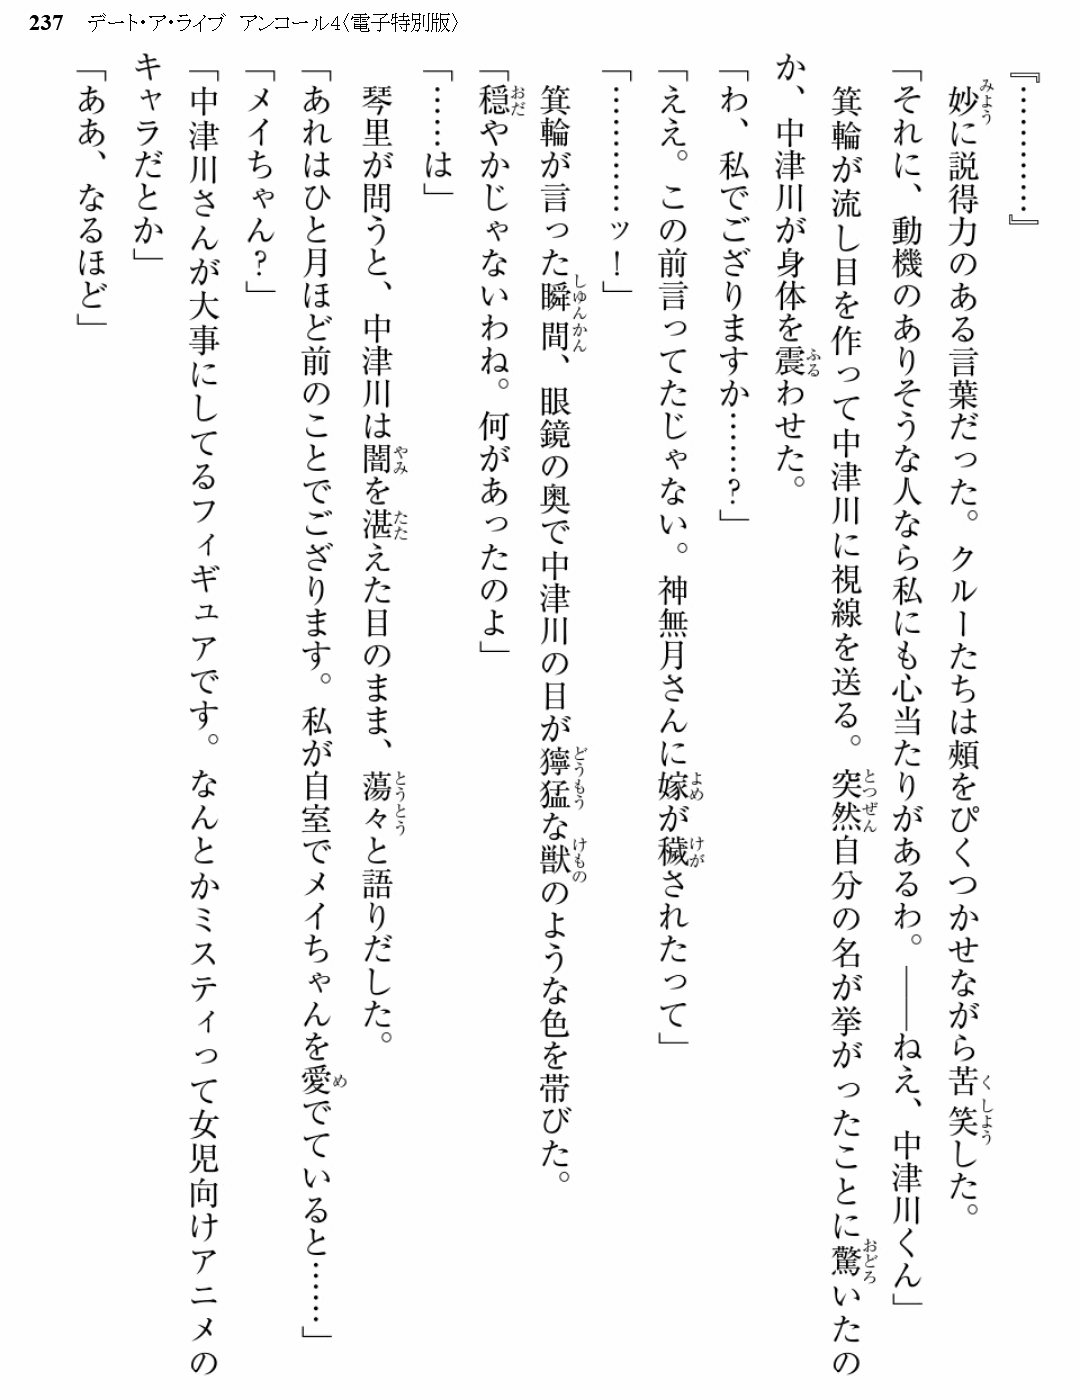 237 デート・ア・ライブ アンコール4〈電子特別版〉
『…………』
妙に説得力のある言葉だった。クルーたちは頰をぴくつかせながら苦笑した。
「それに、動機のありそうな人なら私にも心当たりがあるわ。――ねえ、中津川くん」
箕輪が流し目を作って中津川に視線を送る。突然自分の名が挙がったことに驚いたの
か、中津川が身体を震わせた。
「わ、私でござりますか……？」
「ええ。この前言ってたじゃない。神無月さんに嫁が穢されたって」
「…………ッ！」
箕輪が言った瞬間、眼鏡の奥で中津川の目が獰猛な獣のような色を帯びた。
「穏やかじゃないわね。何があったのよ」
「……は」
琴里が問うと、中津川は闇を湛えた目のまま、蕩々と語りだした。
「あれはひと月ほど前のことでござります。私が自室でメイちゃんを愛でていると……」
「メイちゃん？」
「中津川さんが大事にしてるフィギュアです。なんとかミスティって女児向けアニメの
キャラだとか」
「ああ、なるほど」